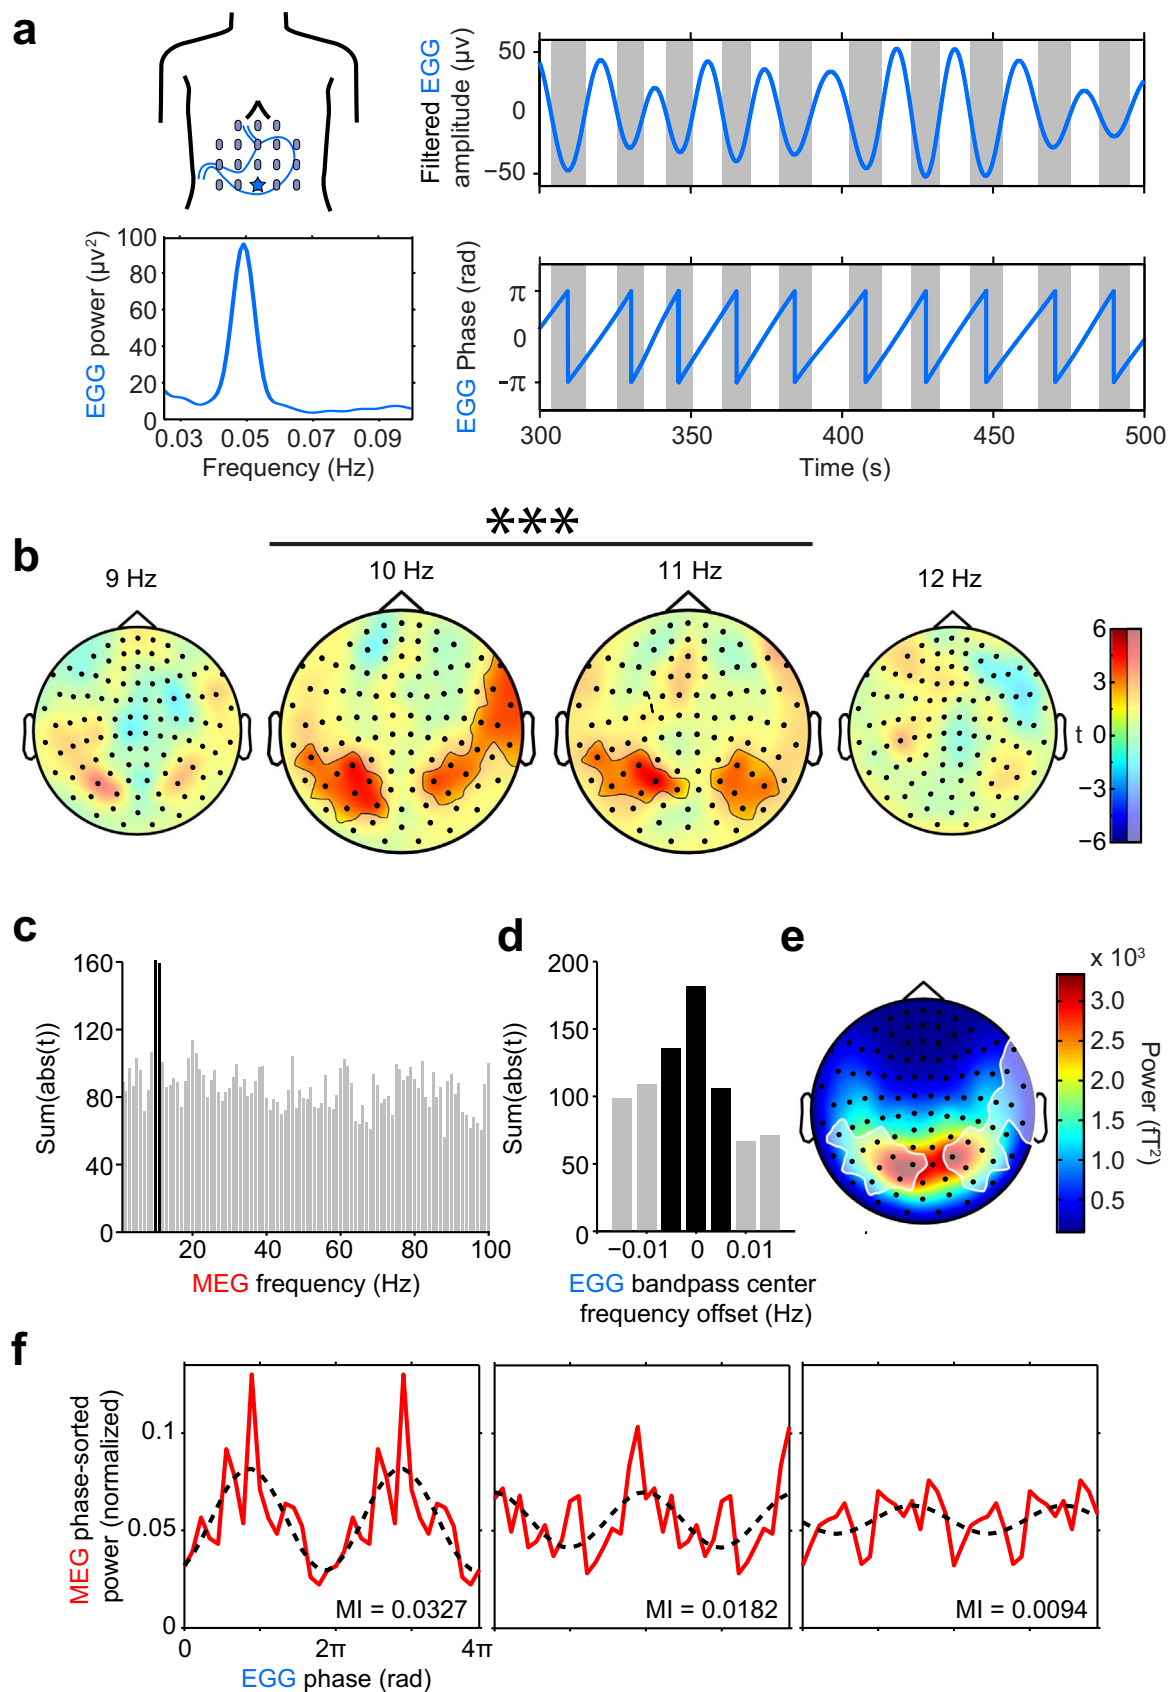 a
Filtered EGG
amplitude (μv)
50
0
−50
EGG power (μv²)
100
80
60
40
20
0
0.03 0.05 0.07 0.09
Frequency (Hz)
EGG Phase (rad)
π
0
-π
300 350 400 450 500
Time (s)
***
b
9 Hz
10 Hz
11 Hz
12 Hz
6
3
t 0
−3
−6
c
Sum(abs(t))
160
120
80
40
0
20 40 60 80 100
MEG frequency (Hz)
d
Sum(abs(t))
200
150
100
50
0
−0.01 0 0.01
EGG bandpass center
frequency offset (Hz)
e
x 10³
3.0
2.5
2.0
1.5
1.0
0.5
Power (fT²)
f
MEG phase-sorted
power (normalized)
0.1
0.05
0
MI = 0.0327
MI = 0.0182
MI = 0.0094
0 2π 4π
EGG phase (rad)